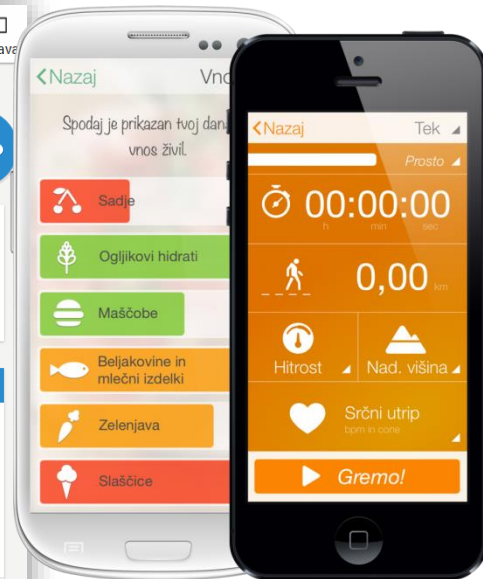 Nazaj
Spodaj je prikazan tvoj
vnos živil.
Sadje
Ogljikovi hidrati
Maščobe
Beljakovine in
mlečni izdelki
Zelenjava
Slaščice
Nazaj Tek
Prosto
00:00:00
h min sec
0,00 km
Hitrost Nad. višina
Srčni utrip
bpm in cone
Gremo!